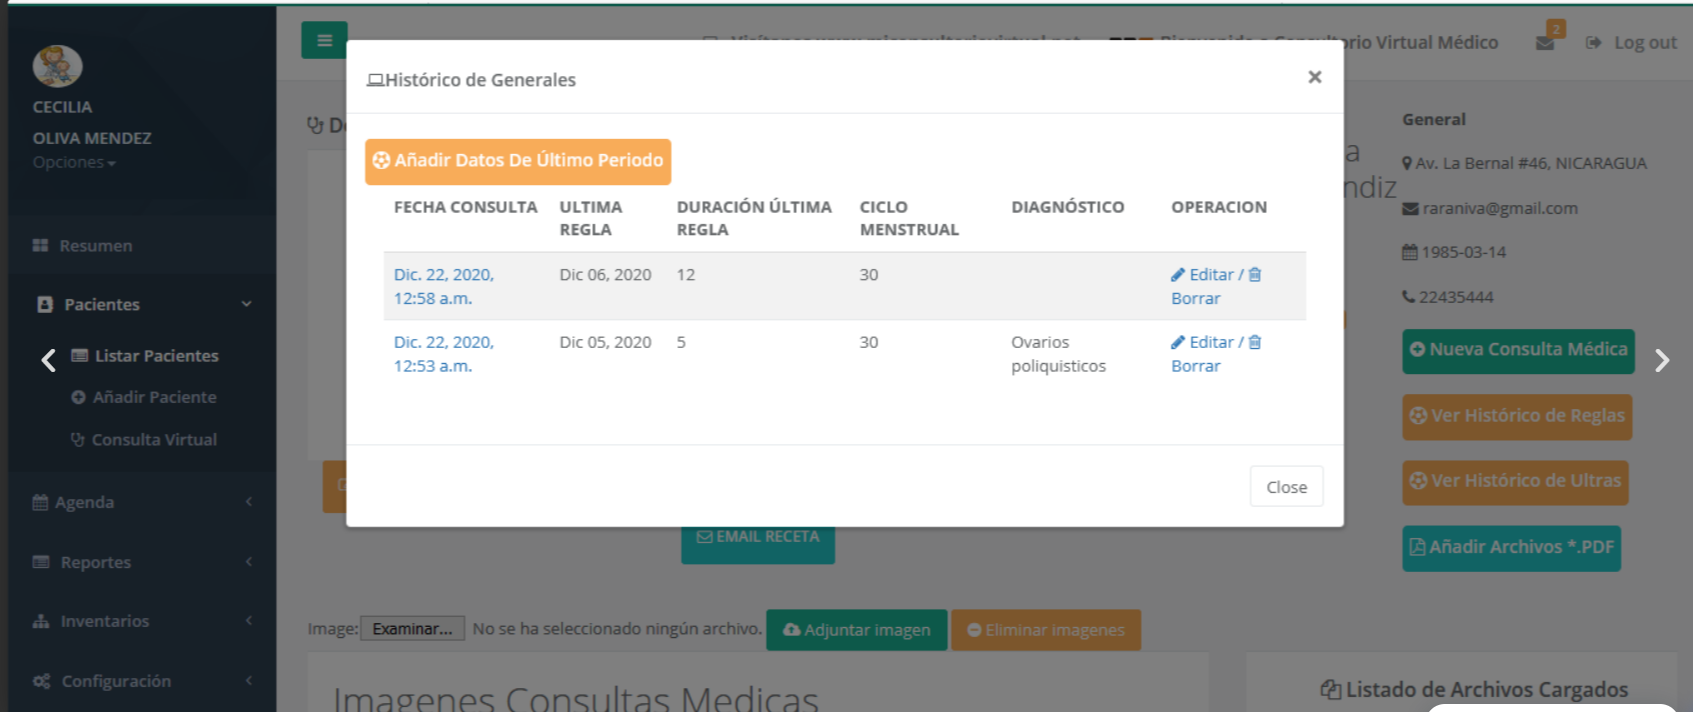 CECILIA
OLIVA MENDEZ
Opciones
Resumen
Pacientes
Listar Pacientes
Añadir Paciente
Consulta Virtual
Agenda
Reportes
Inventarios
Configuración
Visítanos www.miconsultoriovirtual.net
Bienvenido a Consultorio Virtual Médico
2
Log out
Histórico de Generales
×
Añadir Datos De Último Periodo
FECHA CONSULTA ULTIMA REGLA DURACIÓN ÚLTIMA REGLA CICLO MENSTRUAL DIAGNÓSTICO OPERACION
Dic. 22, 2020, 12:58 a.m. Dic 06, 2020 12 30 Editar / Borrar
Dic. 22, 2020, 12:53 a.m. Dic 05, 2020 5 30 Ovarios poliquisticos Editar / Borrar
Close
D
a
ndiz
General
Av. La Bernal #46, NICARAGUA
raraniva@gmail.com
1985-03-14
22435444
Nueva Consulta Médica
Ver Histórico de Reglas
Ver Histórico de Ultras
Añadir Archivos *.PDF
EMAIL RECETA
Image: Examinar... No se ha seleccionado ningún archivo. Adjuntar imagen Eliminar imagenes
Imagenes Consultas Medicas
Listado de Archivos Cargados